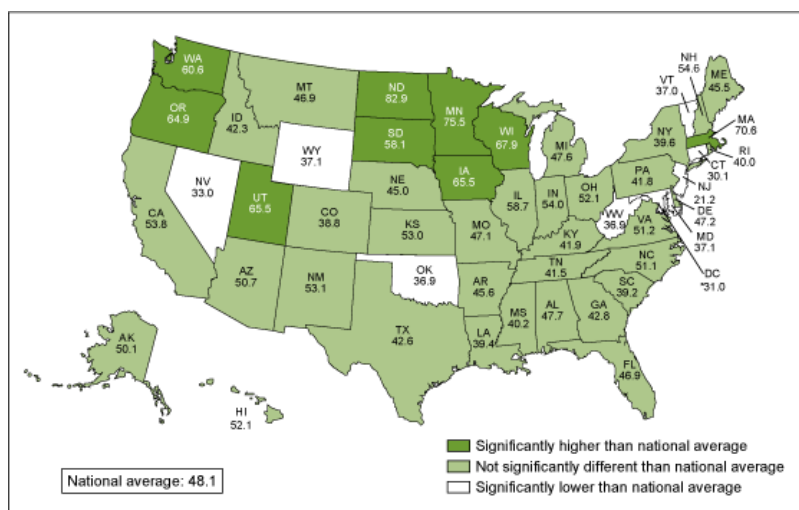 WA
60.6
OR
64.9
ID
42.3
MT
46.9
ND
82.9
MN
75.5
WI
67.9
SD
58.1
WY
37.1
NV
33.0
UT
65.5
CA
53.8
CO
38.8
NE
45.0
IA
65.5
KS
53.0
MO
47.1
IL
58.7
IN
54.0
OH
52.1
MI
47.6
PA
41.8
NY
39.6
VT
37.0
NH
54.6
ME
45.5
MA
70.6
RI
40.0
CT
30.1
NJ
21.2
DE
47.2
MD
37.1
DC
*31.0
WV
36.9
VA
51.2
KY
41.9
NC
51.1
TN
41.5
SC
39.2
AZ
50.7
NM
53.1
OK
36.9
AR
45.6
TX
42.6
LA
39.4
MS
40.2
AL
47.7
GA
42.8
FL
46.9
AK
50.1
HI
52.1
Significantly higher than national average
Not significantly different than national average
Significantly lower than national average
National average: 48.1